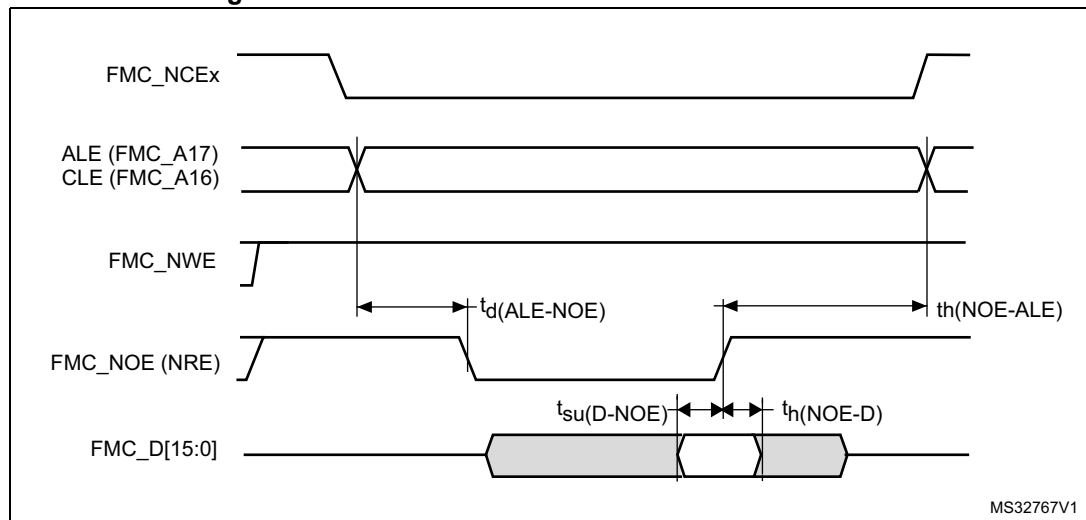 FMC_NCEx
ALE (FMC_A17)
CLE (FMC_A16)
FMC_NWE
td(ALE-NOE)
th(NOE-ALE)
FMC_NOE (NRE)
tsu(D-NOE)
th(NOE-D)
FMC_D[15:0]
MS32767V1